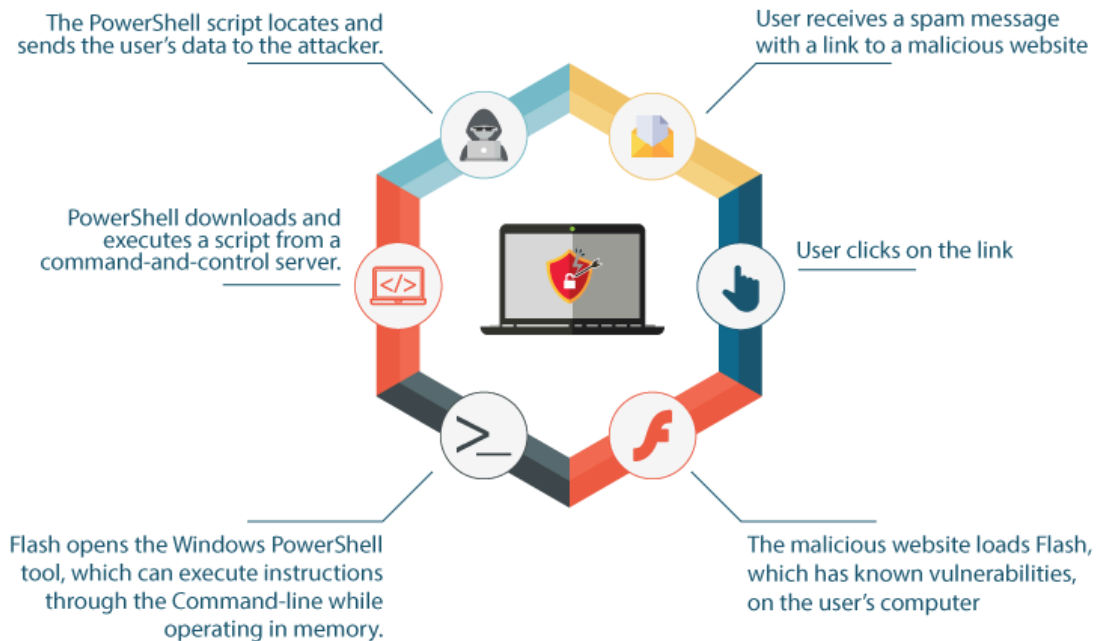 The PowerShell script locates and
sends the user's data to the attacker.
User receives a spam message
with a link to a malicious website
PowerShell downloads and
executes a script from a
command-and-control server.
</>
User clicks on the link
>_
Flash opens the Windows PowerShell
tool, which can execute instructions
through the Command-line while
operating in memory.
The malicious website loads Flash,
which has known vulnerabilities,
on the user's computer